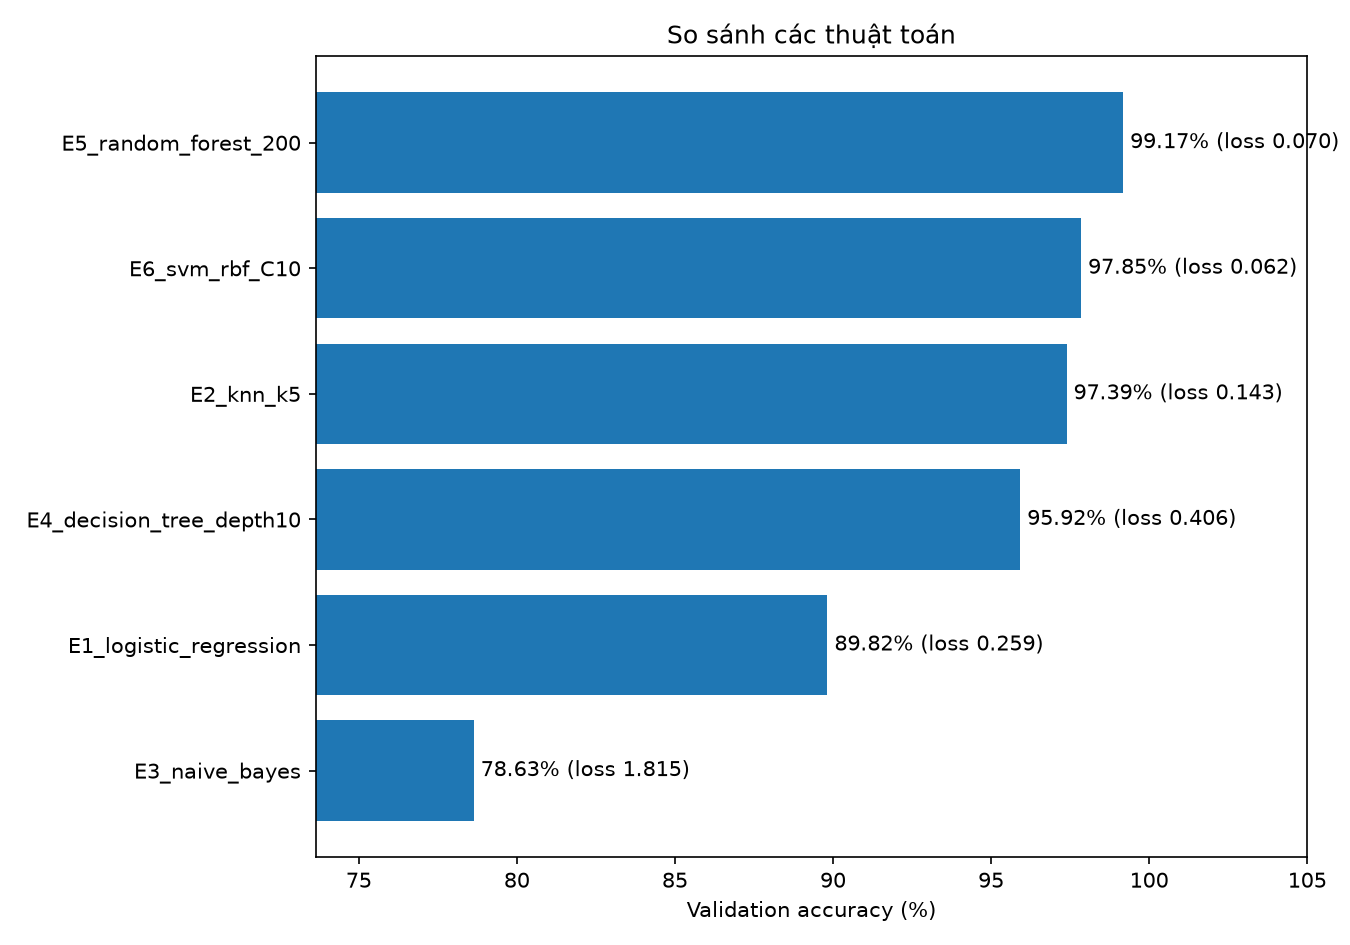 So sánh các thuật toán
E5_random_forest_200
99.17% (loss 0.070)
E6_svm_rbf_C10
97.85% (loss 0.062)
E2_knn_k5
97.39% (loss 0.143)
E4_decision_tree_depth10
95.92% (loss 0.406)
E1_logistic_regression
89.82% (loss 0.259)
E3_naive_bayes
78.63% (loss 1.815)
75 80 85 90 95 100 105
Validation accuracy (%)